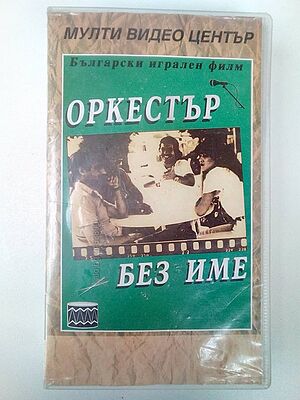 МУЛТИ ВИДЕО ЦЕНТЪР
Български игрален филм
ОРКЕСТЪР
БЕЗ ИМЕ